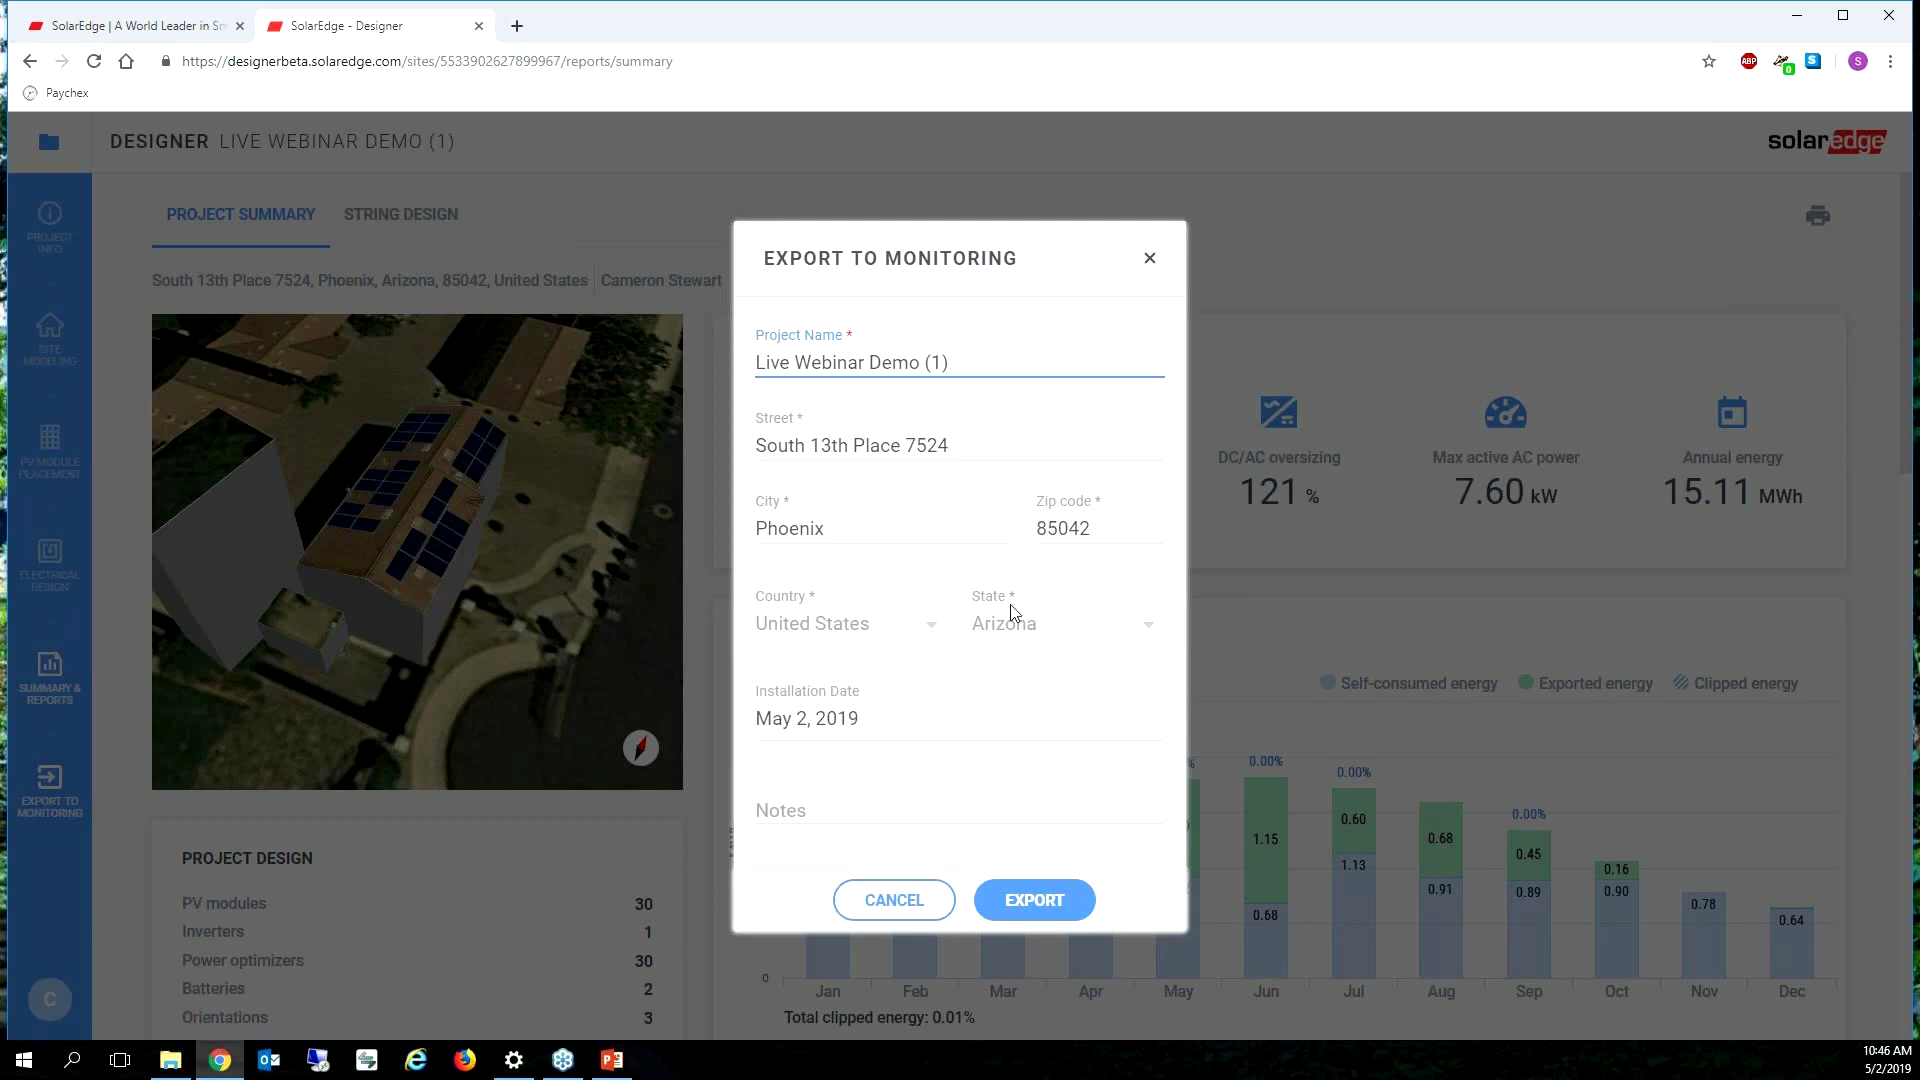 SolarEdge | A World Leader in Sm
SolarEdge - Designer
https://designerbeta.solaredge.com/sites/5533902627899967/reports/summary
ABP
0
S
S
Paychex
DESIGNER LIVE WEBINAR DEMO (1)
solaredge
PROJECT SUMMARY
STRING DESIGN
South 13th Place 7524, Phoenix, Arizona, 85042, United States
Cameron Stewart
PROJECT
INFO
SITE
MODELING
PV MODULE
PLACEMENT
ELECTRICAL
DESIGN
SUMMARY &
REPORTS
EXPORT TO
MONITORING
C
EXPORT TO MONITORING
Project Name *
Live Webinar Demo (1)
Street *
South 13th Place 7524
City *
Zip code *
Phoenix
85042
Country *
State *
United States
Arizona
Installation Date
May 2, 2019
Notes
CANCEL
EXPORT
DC/AC oversizing
121 %
Max active AC power
7.60 kW
Annual energy
15.11 MWh
Self-consumed energy
Exported energy
Clipped energy
%
0.00%
0.00%
0.00%
1.15
0.68
0.60
1.13
0.68
0.91
0.45
0.89
0.16
0.90
0.78
0.64
0
Jan
Feb
Mar
Apr
May
Jun
Jul
Aug
Sep
Oct
Nov
Dec
Total clipped energy: 0.01%
PROJECT DESIGN
PV modules 30
Inverters 1
Power optimizers 30
Batteries 2
Orientations 3
10:46 AM
5/2/2019